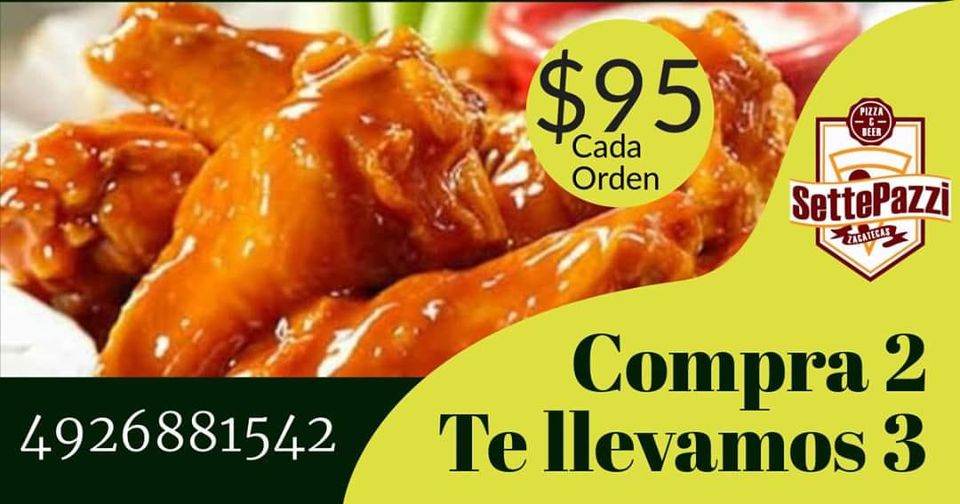 $95
Cada
Orden
PIZZA
& 
BEER
SettePazzi
ZACATECAS
Compra 2
Te llevamos 3
4926881542